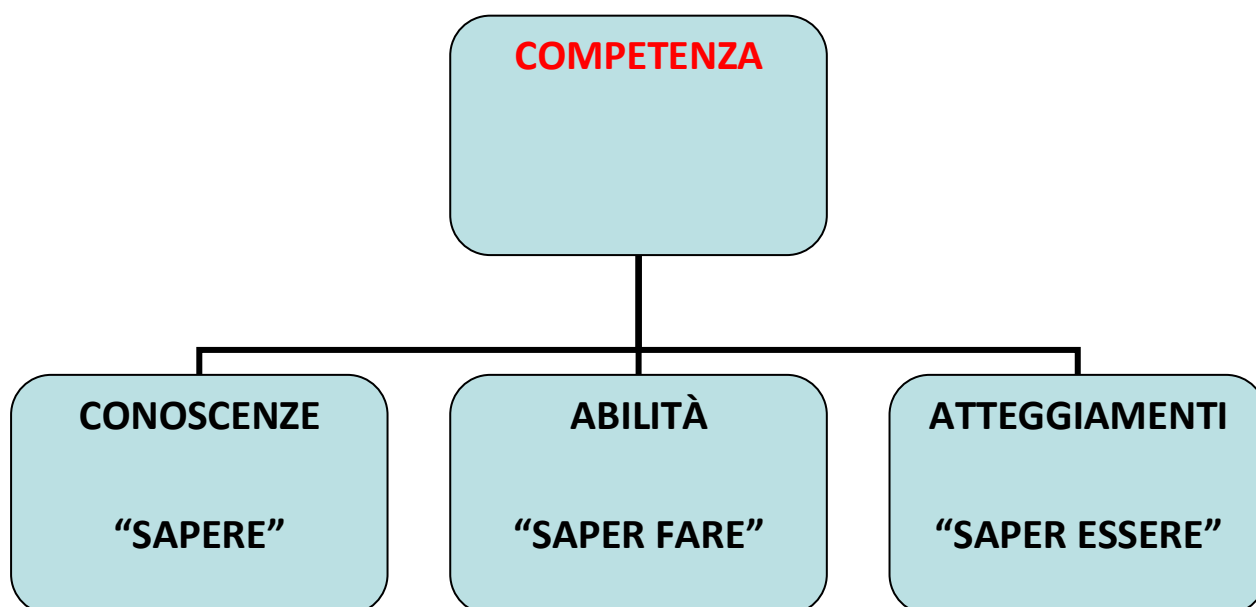 COMPETENZA
CONOSCENZE
“SAPERE”
ABILITÀ
“SAPER FARE”
ATTEGGIAMENTI
“SAPER ESSERE”